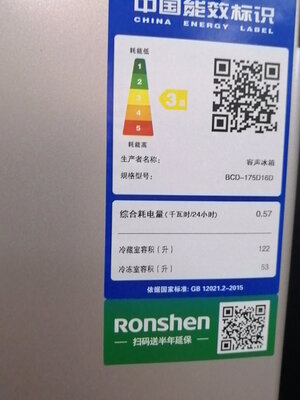 中国能效标识
CHINA ENERGY LABEL
耗能低
1
2
3
4
5
3级
耗能高
生产者名称: 容声冰箱
规格型号: BCD-175D16D
综合耗电量 (千瓦时/24小时) 0.57
冷藏室容积 (升) 122
冷冻室容积 (升) 53
依据国家标准: GB 12021.2-2015
Ronshen
扫码送半年延保